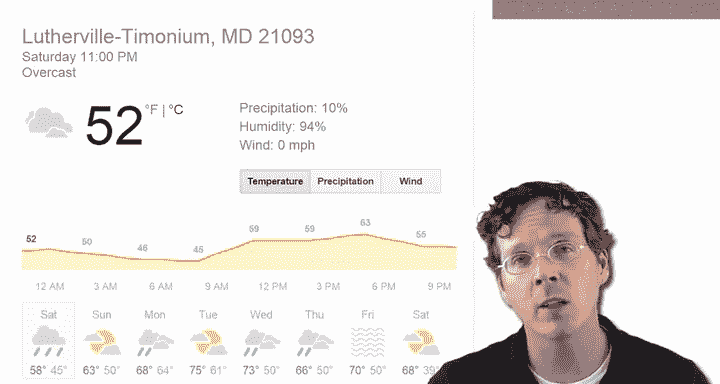 Lutherville-Timonium, MD 21093
Saturday 11:00 PM
Overcast
52 °F | °C
Precipitation: 10%
Humidity: 94%
Wind: 0 mph
Temperature Precipitation Wind
52 50 46 45 59 59 63 55
12 AM 3 AM 6 AM 9 AM 12 PM 3 PM 6 PM 9 PM
Sat Sun Mon Tue Wed Thu Fri Sat
58° 45° 63° 50° 68° 64° 75° 61° 73° 50° 66° 50° 70° 50° 68° 39°